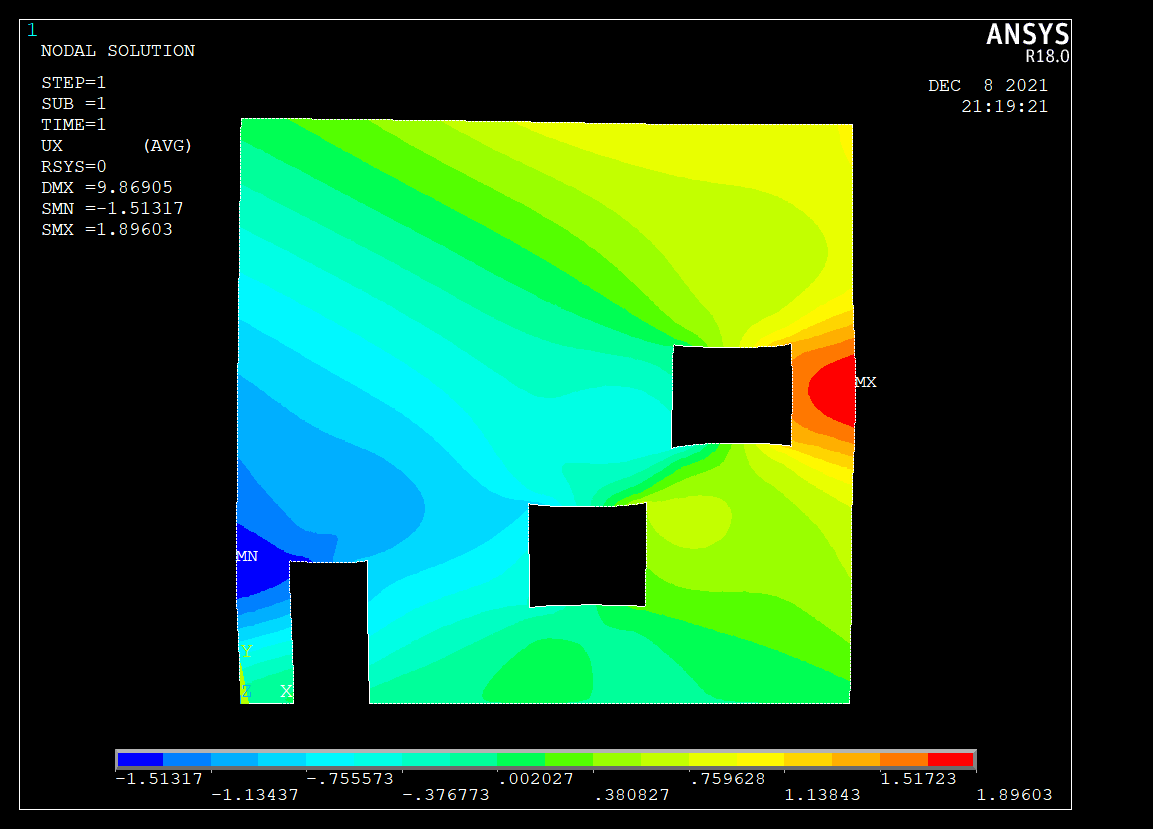 1
ANSYS
R18.0
NODAL SOLUTION
STEP=1
SUB =1
TIME=1
UX (AVG)
RSYS=0
DMX =9.86905
SMN =-1.51317
SMX =1.89603
DEC 8 2021
21:19:21
MX
MN
Y
Z X
-1.51317 -.755573 .002027 .759628 1.51723
-1.13437 -.376773 .380827 1.13843 1.89603